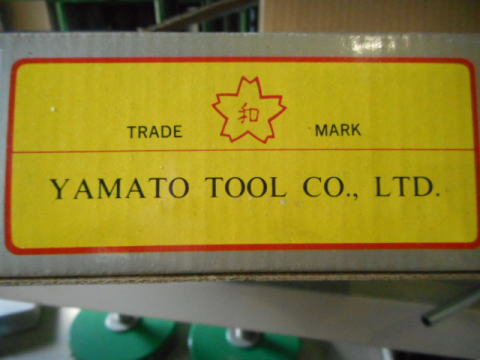 TRADE 和 MARK
YAMATO TOOL CO., LTD.